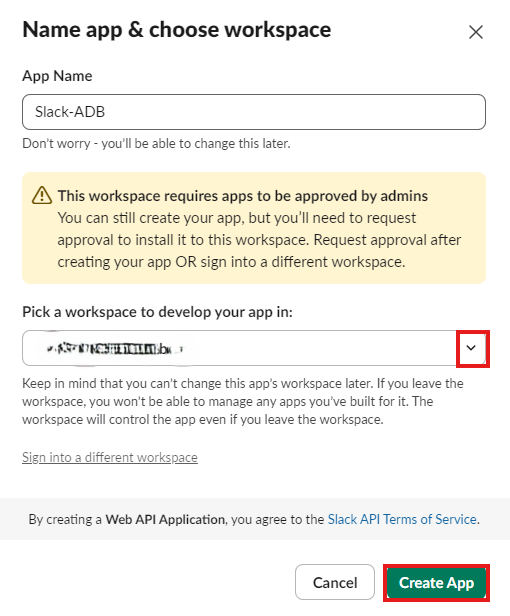 Name app & choose workspace
App Name
Slack-ADB
Don't worry - you'll be able to change this later.
This workspace requires apps to be approved by admins
You can still create your app, but you'll need to request
approval to install it to this workspace. Request approval after
creating your app OR sign into a different workspace.
Pick a workspace to develop your app in:
Keep in mind that you can't change this app's workspace later. If you leave the
workspace, you won't be able to manage any apps you've built for it. The
workspace will control the app even if you leave the workspace.
Sign into a different workspace
By creating a Web API Application, you agree to the Slack API Terms of Service.
Cancel
Create App